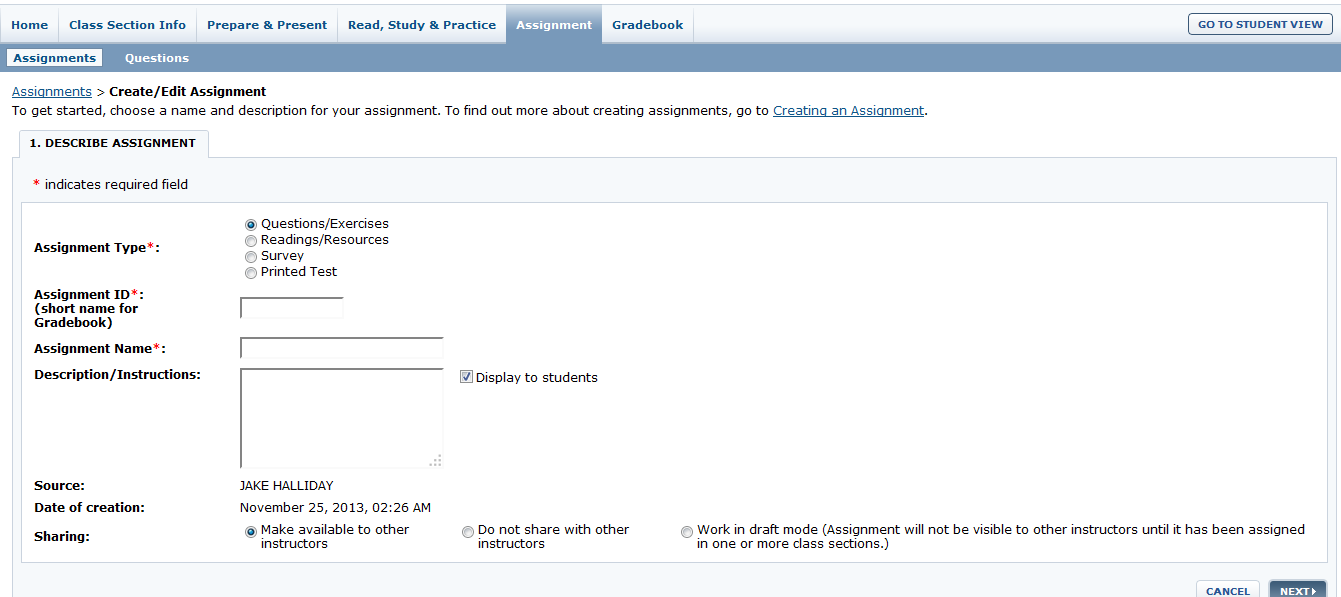 Home Class Section Info Prepare & Present Read, Study & Practice Assignment Gradebook GO TO STUDENT VIEW
Assignments Questions
Assignments > Create/Edit Assignment
To get started, choose a name and description for your assignment. To find out more about creating assignments, go to Creating an Assignment.
1. DESCRIBE ASSIGNMENT
* indicates required field
Assignment Type*:
Questions/Exercises
Readings/Resources
Survey
Printed Test
Assignment ID*:
(short name for
Gradebook)
Assignment Name*:
Description/Instructions:
Display to students
Source: JAKE HALLIDAY
Date of creation: November 25, 2013, 02:26 AM
Sharing:
Make available to other
instructors
Do not share with other
instructors
Work in draft mode (Assignment will not be visible to other instructors until it has been assigned
in one or more class sections.)
CANCEL NEXT